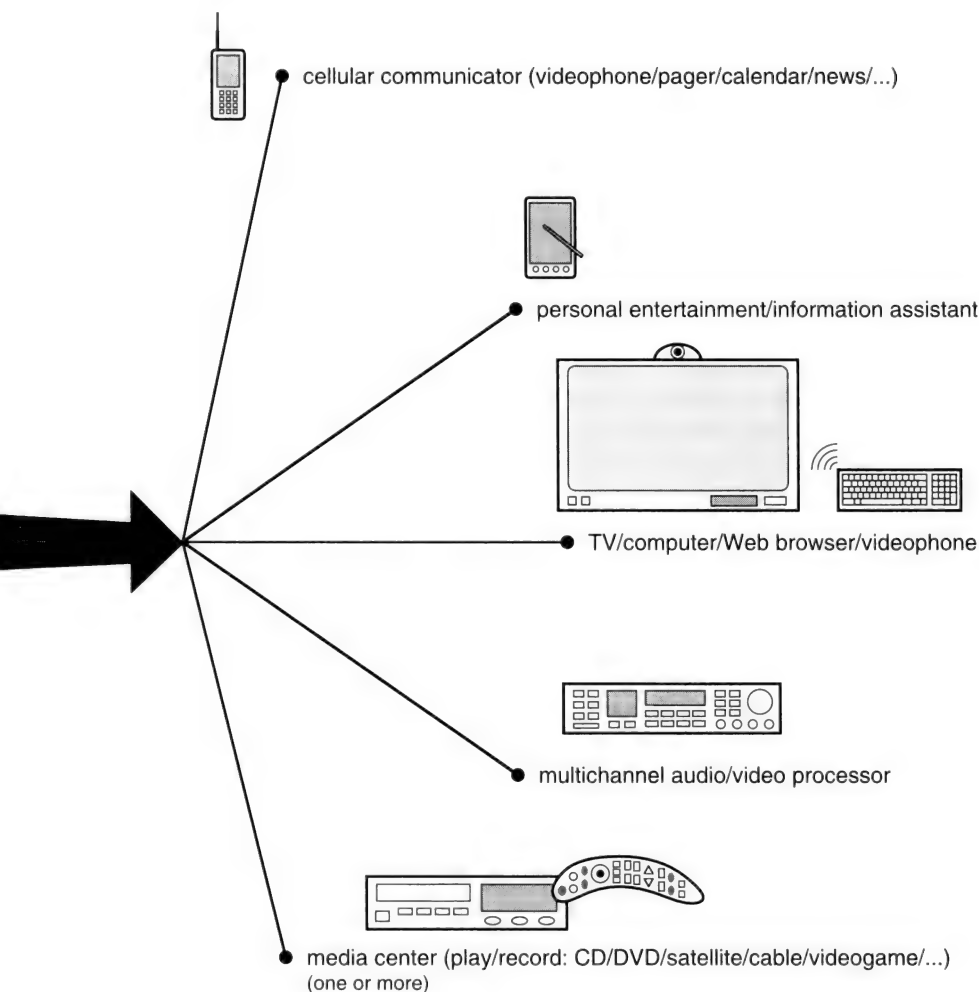 cellular communicator (videophone/pager/calendar/news/...)
personal entertainment/information assistant
TV/computer/Web browser/videophone
multichannel audio/video processor
media center (play/record: CD/DVD/satellite/cable/videogame/...)
(one or more)